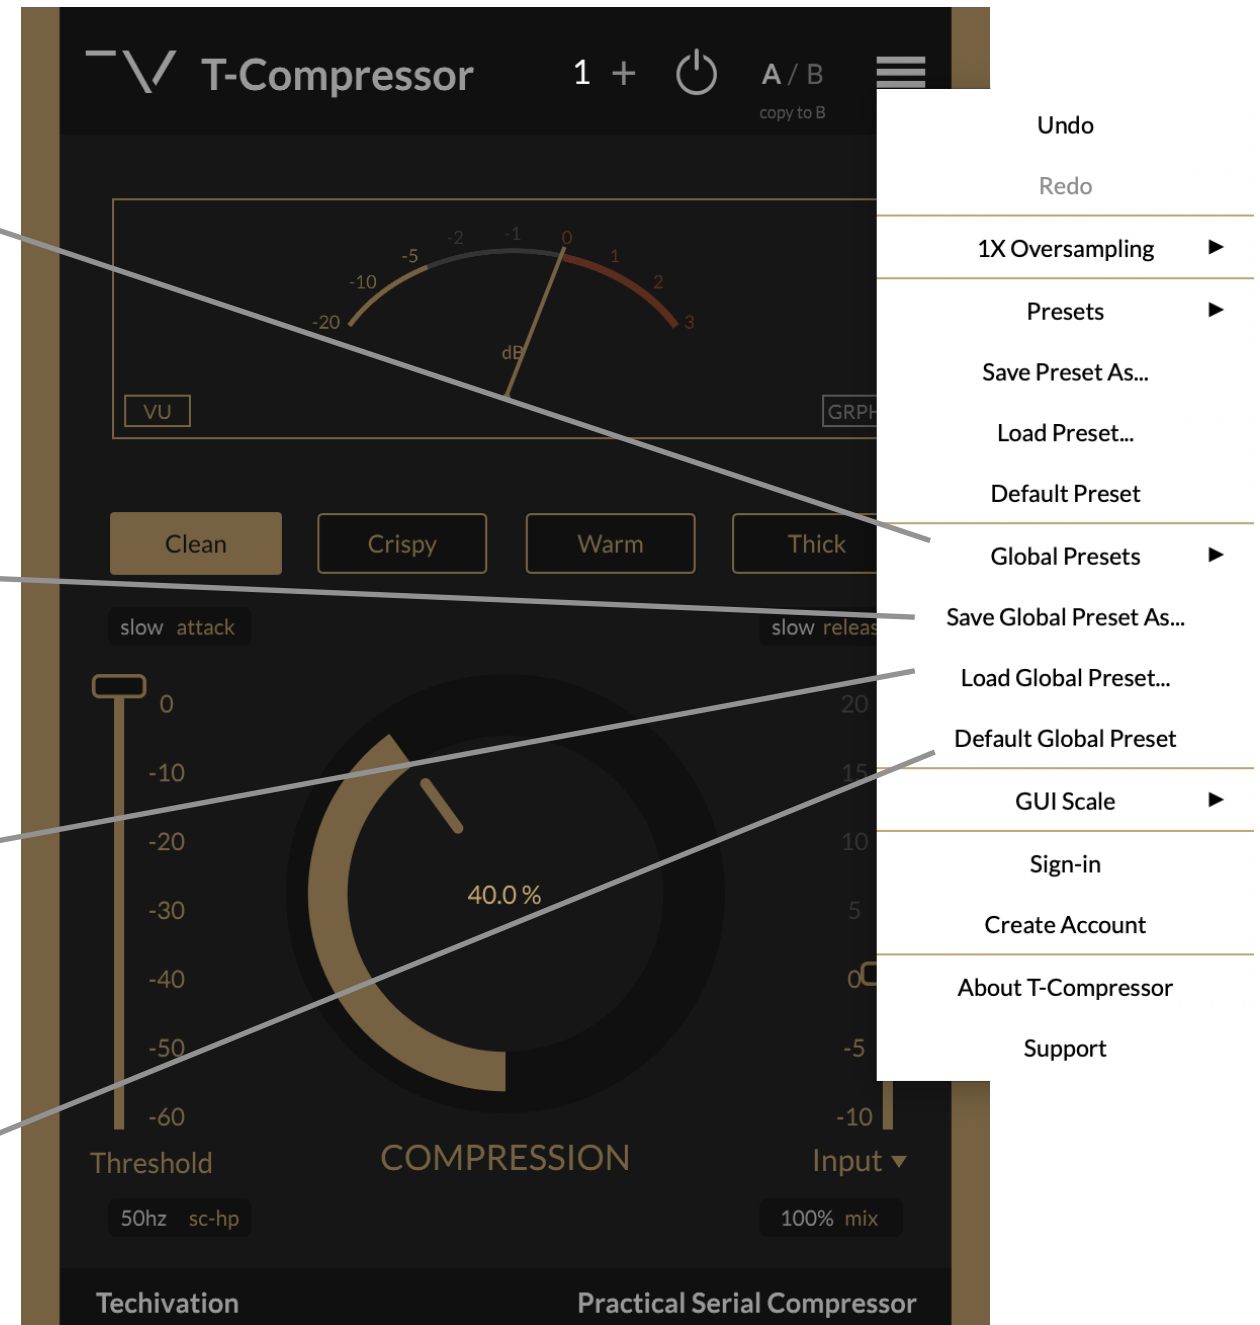 T-Compressor 1 + A / B
copy to B
Undo
Redo
1X Oversampling
Presets
Save Preset As...
Load Preset...
Default Preset
Global Presets
Save Global Preset As...
Load Global Preset...
Default Global Preset
GUI Scale
Sign-in
Create Account
About T-Compressor
Support
-20 -10 -5 -2 -1 0 1 2 3
dB
VU GRPH
Clean Crispy Warm Thick
slow attack slow releas
0 20
-10 15
-20 10
-30 5
-40 0
-50 -5
-60 -10
40.0 %
Threshold COMPRESSION Input
50hz sc-hp 100% mix
Techivation Practical Serial Compressor